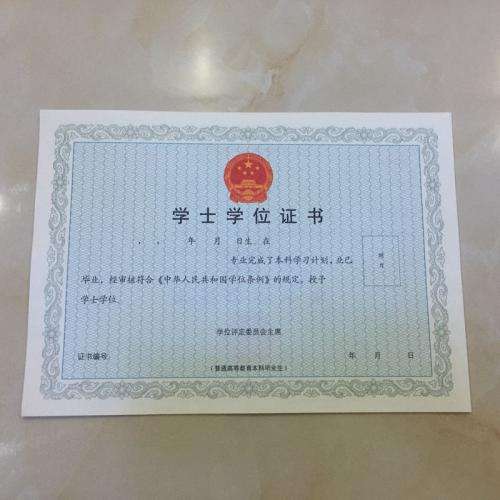 学士学位证书
, , 年 月 日生 在
专业完成了本科学习计划，业已
毕业，经审核符合《中华人民共和国学位条例》的规定，授予
学士学位
照片
学位评定委员会主席
证书编号 年 月 日
（普通高等教育本科毕业生）